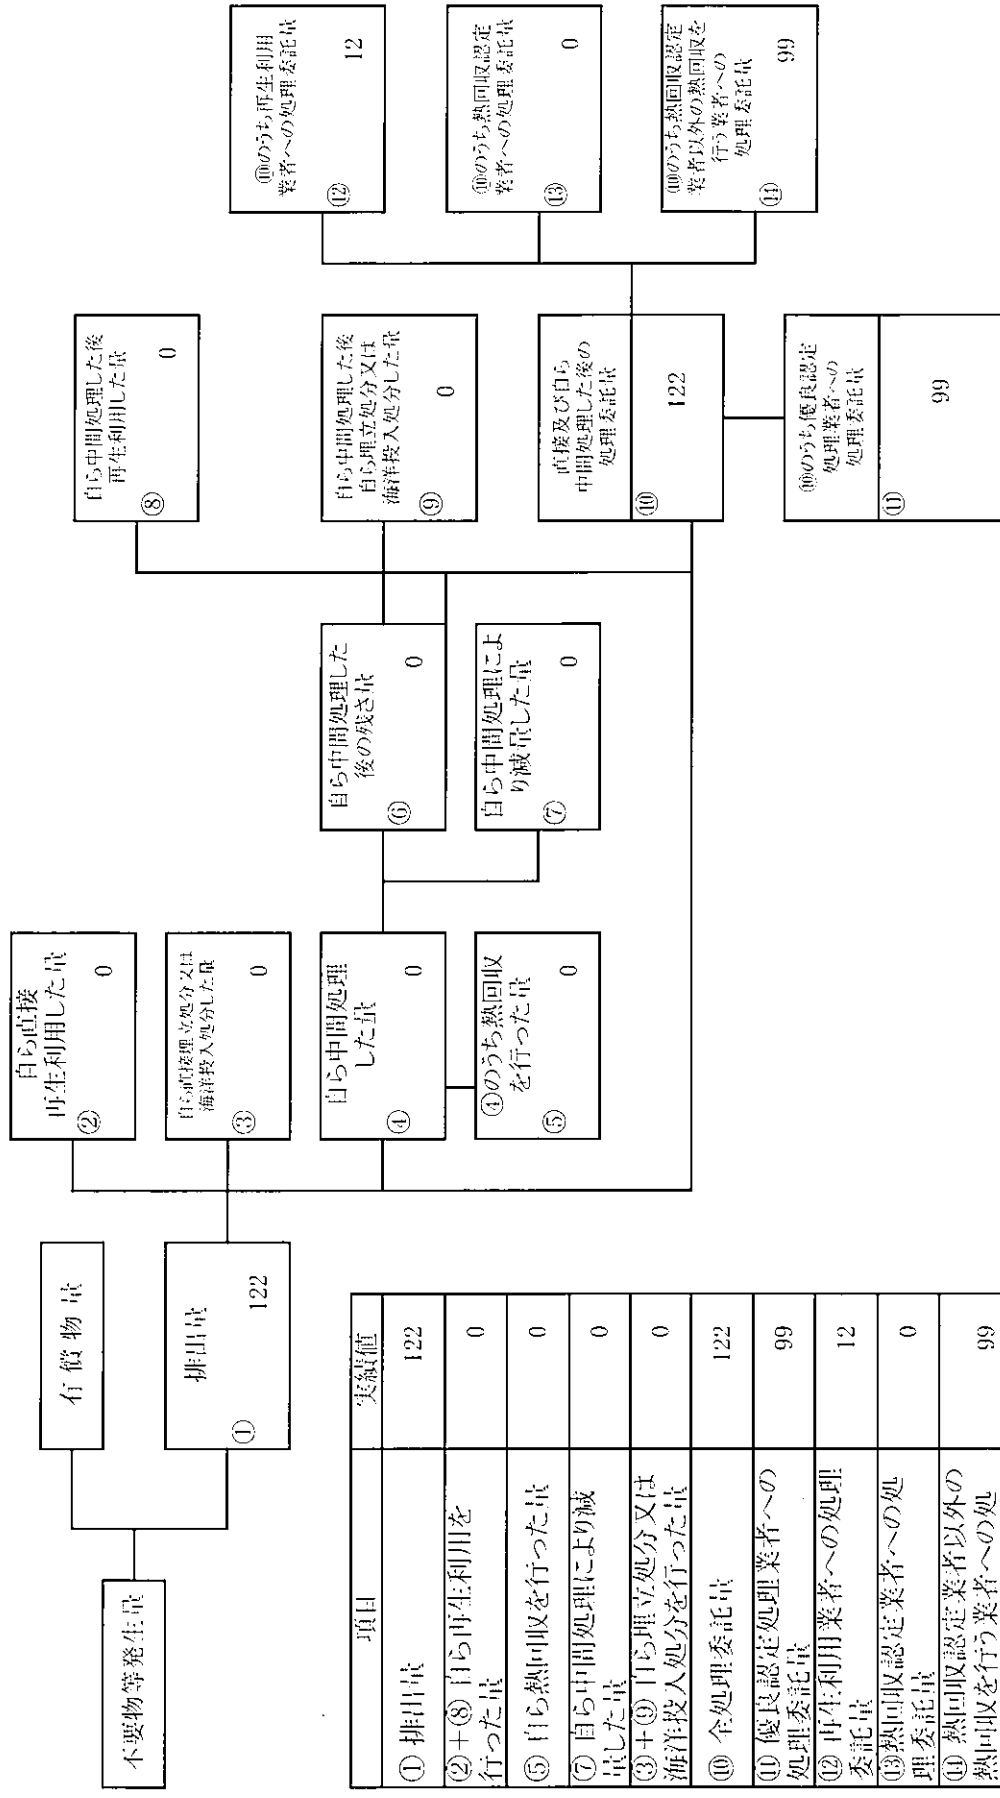 不要物等発生量
有償物量
排出量
①
122
自ら直接
再生利用した量
②
0
自ら直接埋立処分又は
海洋投入処分した量
③
0
自ら中間処理
した量
④
0
④のうち熱回収
を行った量
⑤
0
自ら中間処理した
後の残さ量
⑥
0
自ら中間処理によ
り減量した量
⑦
0
自ら中間処理した後
再生利用した量
⑧
0
自ら中間処理した後
自ら埋立処分又は
海洋投入処分した量
⑨
0
直接及び自ら
中間処理した後の
処理委託量
⑩
122
⑩のうち優良認定
処理業者への
処理委託量
⑪
99
⑩のうち再生利用
業者への処理委託量
⑫
12
⑩のうち熱回収認定
業者への処理委託量
⑬
0
⑩のうち熱回収認定
業者以外の熱回収を
行う業者への
処理委託量
⑭
99
項目 実績値
① 排出量 122
②+⑧ 自ら再生利用を
行った量 0
⑤ 自ら熱回収を行った量 0
⑦ 自ら中間処理により減
量した量 0
③+⑨ 自ら埋立処分又は
海洋投入処分を行った量 0
⑩ 全処理委託量 122
⑪ 優良認定処理業者への
処理委託量 99
⑫ 再生利用業者への処理
委託量 12
⑬熱回収認定業者への処
理委託量 0
⑭ 熱回収認定業者以外の
熱回収を行う業者への処 99